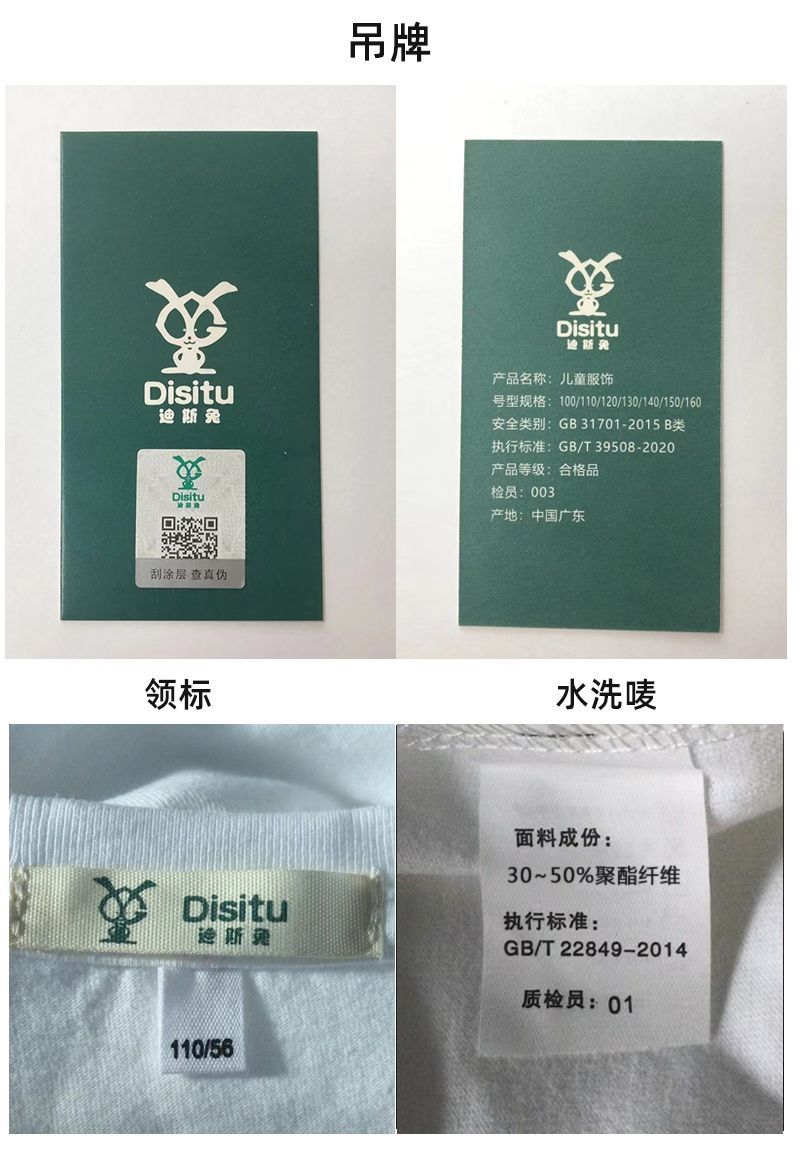 吊牌
Disitu
迪斯兔
Disitu
迪斯兔
刮涂层 查真伪
Disitu
迪斯兔
产品名称：儿童服饰
号型规格：100/110/120/130/140/150/160
安全类别：GB 31701-2015 B类
执行标准：GB/T 39508-2020
产品等级：合格品
检员：003
产地：中国广东
领标
水洗唛
Disitu
迪斯兔
110/56
面料成份：
30~50%聚酯纤维
执行标准：
GB/T 22849-2014
质检员：01